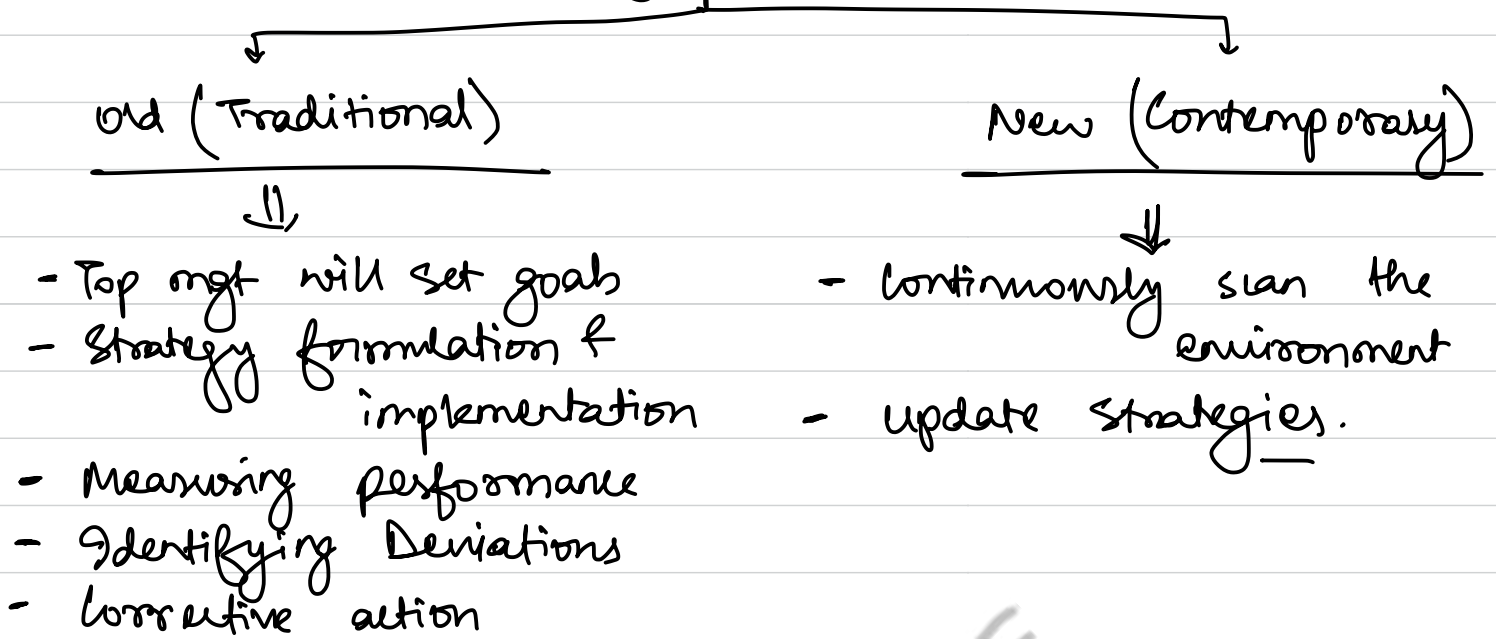 Old (Traditional)
New (Contemporary)
- Top mgt will set goals
- Strategy formulation &
implementation
- Measuring performance
- Identifying Deviations
- Corrective action
- Continuously scan the
environment
- update strategies.